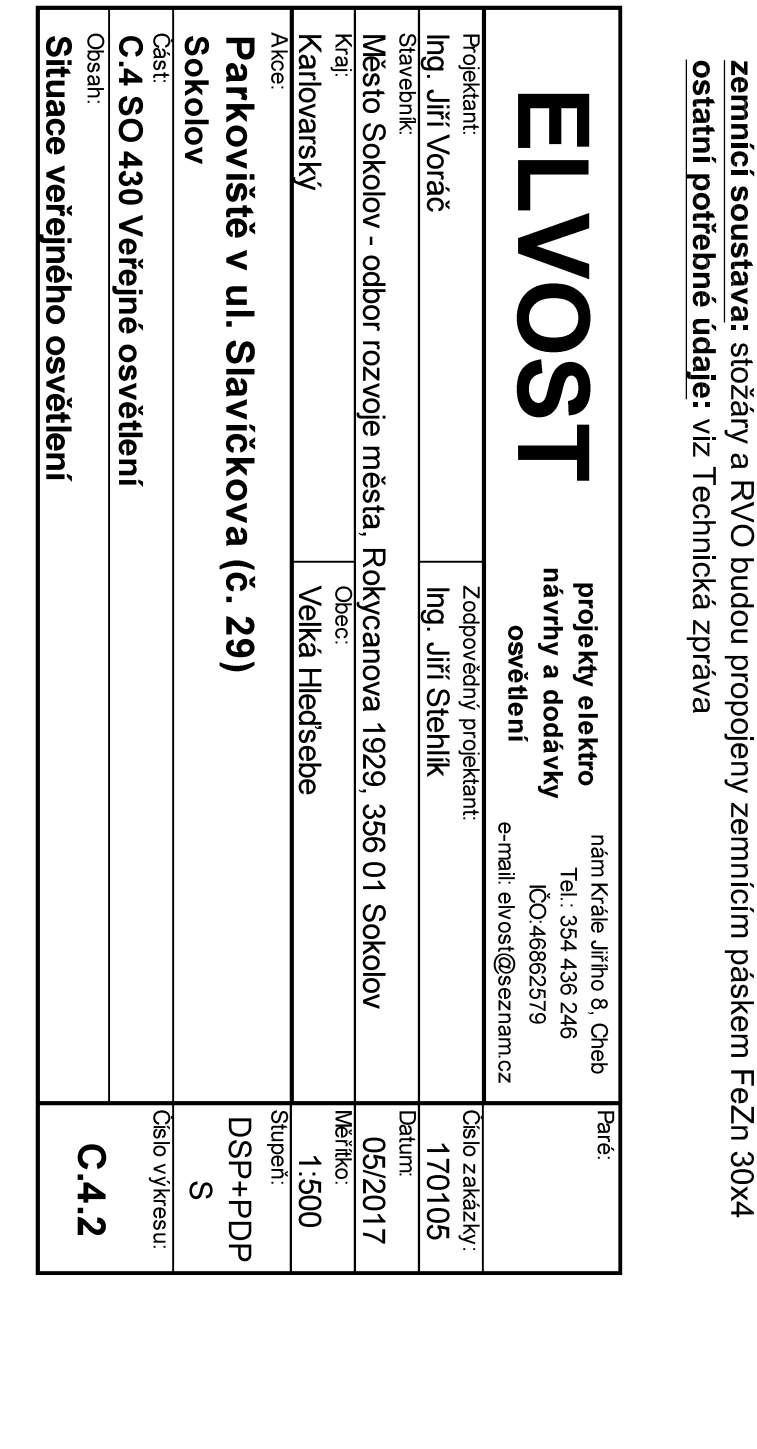 zemnící soustava: stožáry a RVO budou propojeny zemnícím páskem FeZn 30x4
ostatní potřebné údaje: viz Technická zpráva
ELVOST
projekty elektro
návrhy a dodávky
osvětlení
nám Krále Jiřího 8, Cheb
Tel.: 354 436 246
IČO:46862579
e-mail: elvost@seznam.cz
Paré:
Projektant:
Ing. Jiří Voráč
Zodpovědný projektant:
Ing. Jiří Stehlík
Číslo zakázky:
170105
Stavebník:
Město Sokolov - odbor rozvoje města, Rokycanova 1929, 356 01 Sokolov
Datum:
05/2017
Kraj:
Karlovarský
Obec:
Velká Hleďsebe
Měřítko:
1:500
Akce:
Parkoviště v ul. Slavíčkova (č. 29)
Sokolov
Stupeň:
DSP+PDP
S
Část:
C.4 SO 430 Veřejné osvětlení
Číslo výkresu:
C.4.2
Obsah:
Situace veřejného osvětlení